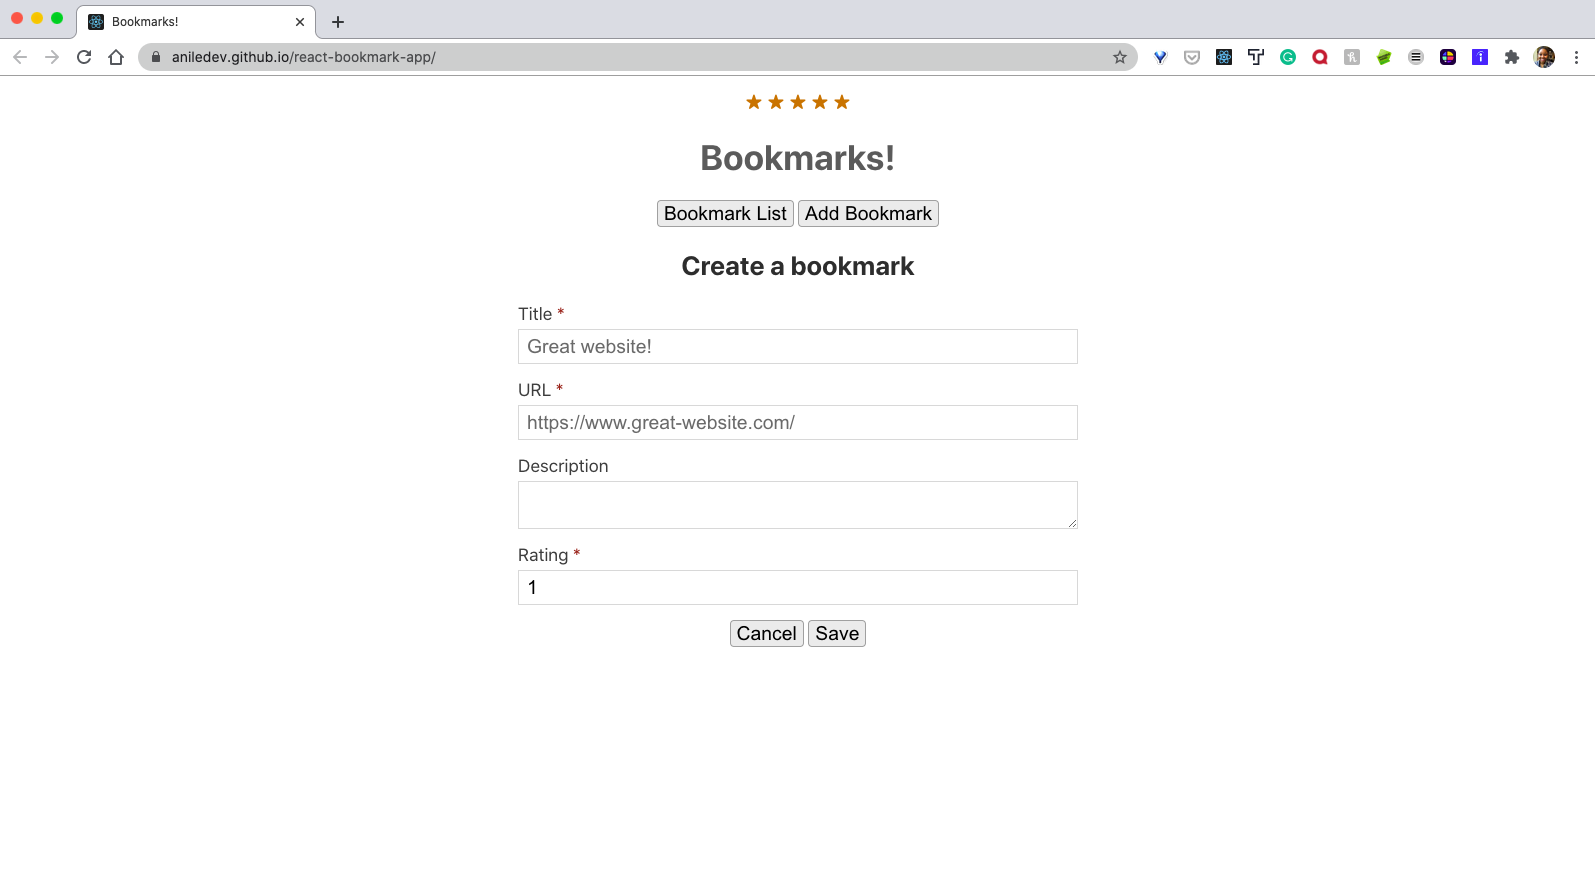 Bookmarks!
aniledev.github.io/react-bookmark-app/
★ ★ ★ ★ ★
Bookmarks!
Bookmark List Add Bookmark
Create a bookmark
Title *
Great website!
URL *
https://www.great-website.com/
Description
Rating *
1
Cancel Save